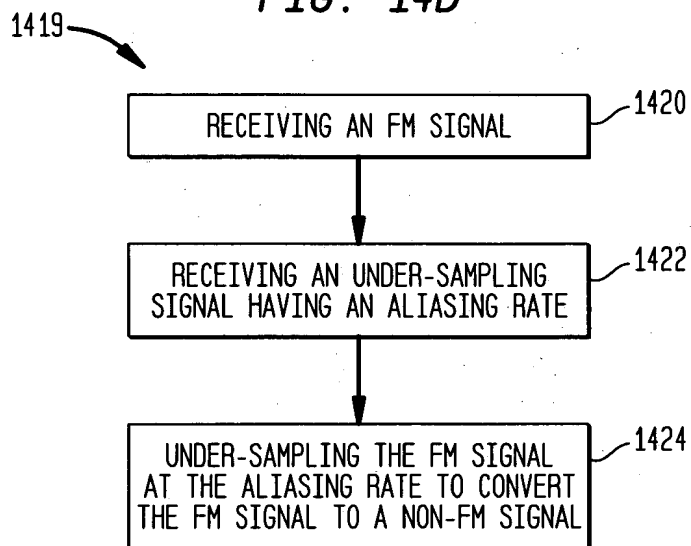 FIG. 14D
1419
RECEIVING AN FM SIGNAL
1420
RECEIVING AN UNDER-SAMPLING
SIGNAL HAVING AN ALIASING RATE
1422
UNDER-SAMPLING THE FM SIGNAL
AT THE ALIASING RATE TO CONVERT
THE FM SIGNAL TO A NON-FM SIGNAL
1424